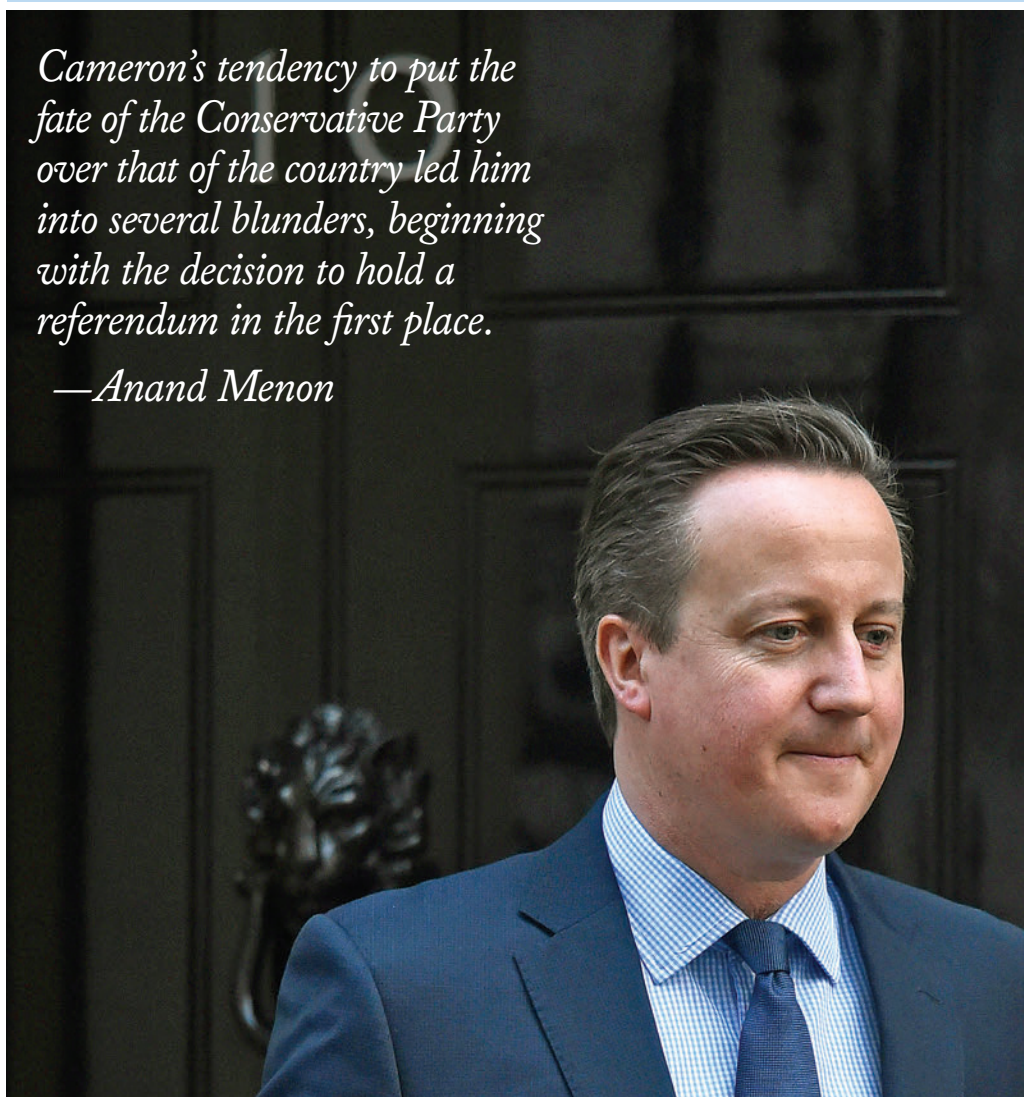 10
Cameron’s tendency to put the
fate of the Conservative Party
over that of the country led him
into several blunders, beginning
with the decision to hold a
referendum in the first place.
—Anand Menon